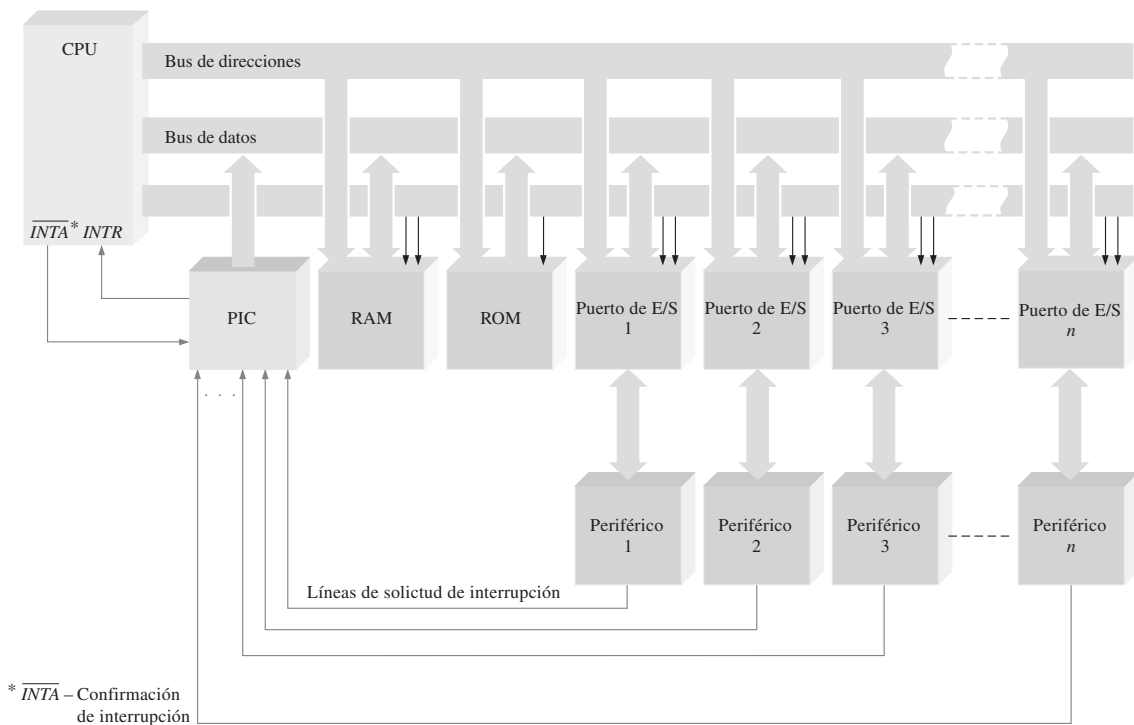 CPU
Bus de direcciones
Bus de datos
INTA* INTR
PIC
RAM
ROM
Puerto de E/S
1
Puerto de E/S
2
Puerto de E/S
3
Puerto de E/S
n
. . .
Periférico
1
Periférico
2
Periférico
3
Periférico
n
Líneas de solictud de interrupción
* INTA – Confirmación
de interrupción